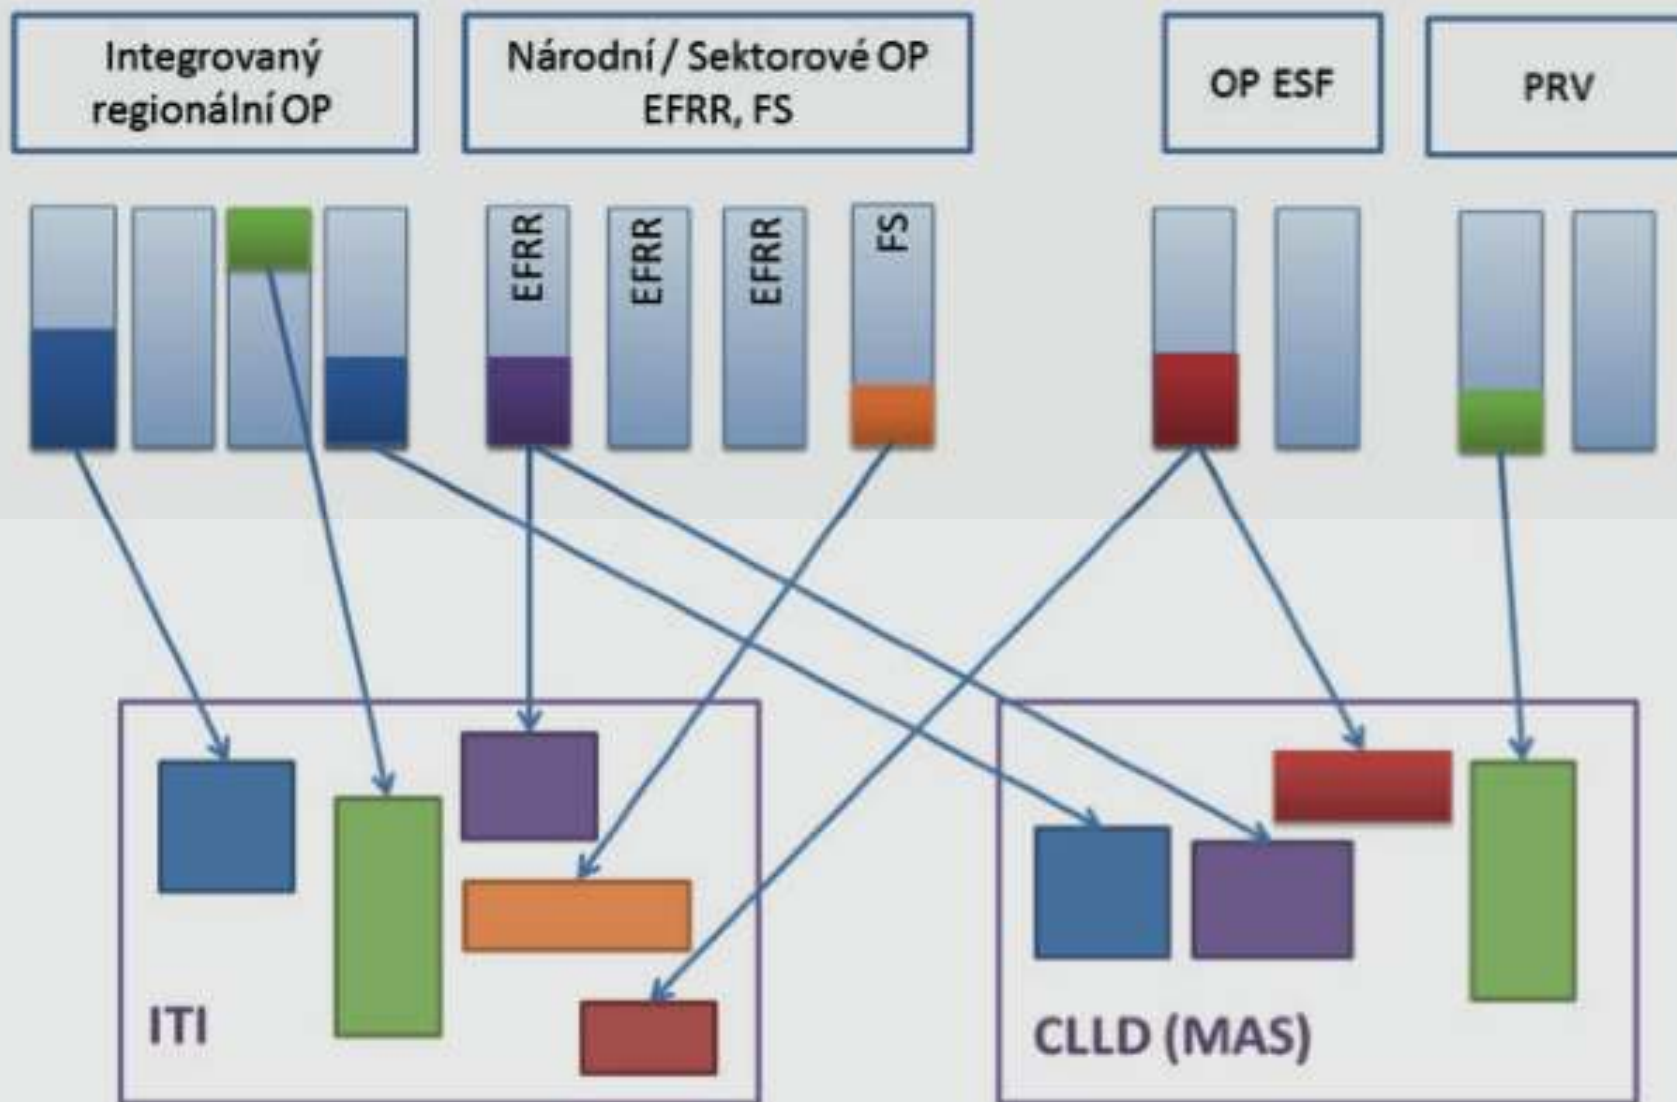 Integrovaný
regionální OP
Národní / Sektorové OP
EFRR, FS
OP ESF
PRV
EFRR
EFRR
EFRR
FS
ITI
CLLD (MAS)